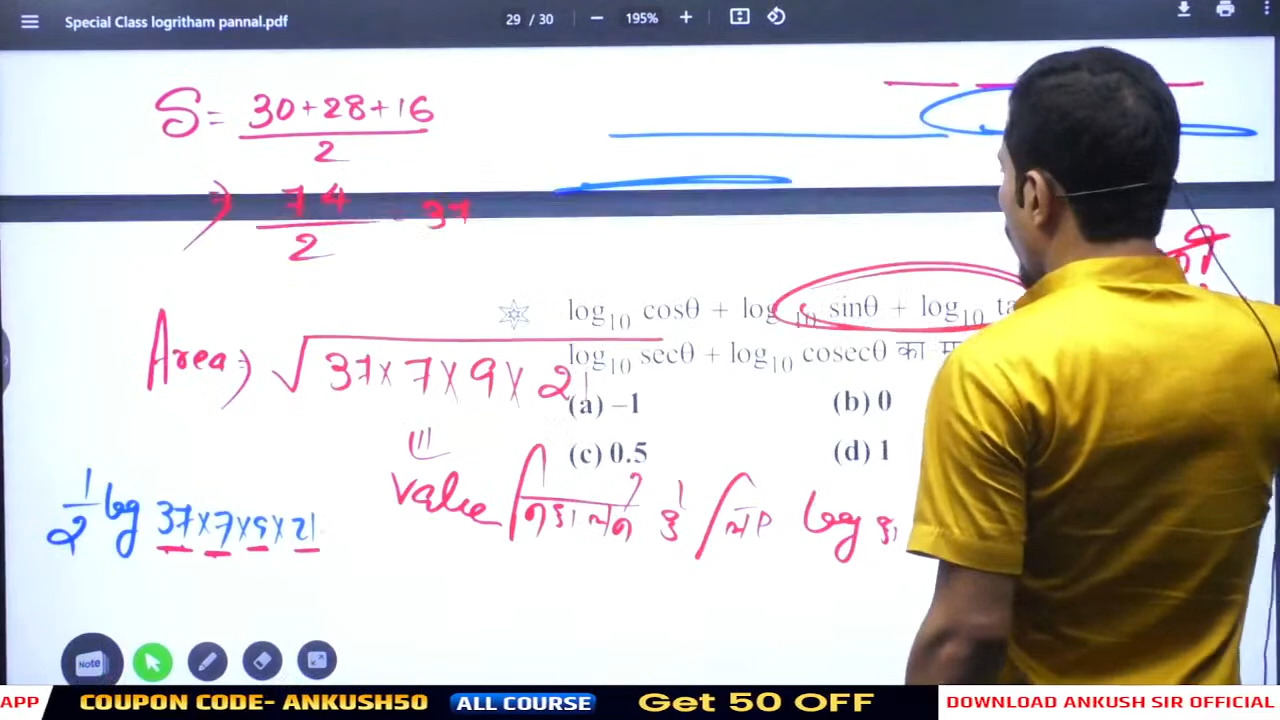 Special Class logritham pannal.pdf
29 / 30
195%
S = 30+28+16
2
⇒ 74
2
37
log10 cosθ + log10 sinθ + log10
Area ⇒ √37×7×9×21
log10 secθ + log10 cosecθ का
(a) –1
(b) 0
(c) 0.5
(d) 1
Value निकालने के लिए log का
1/2 log 37×7×9×21
Note
APP
COUPON CODE- ANKUSH50
ALL COURSE
Get 50 OFF
DOWNLOAD ANKUSH SIR OFFICIAL